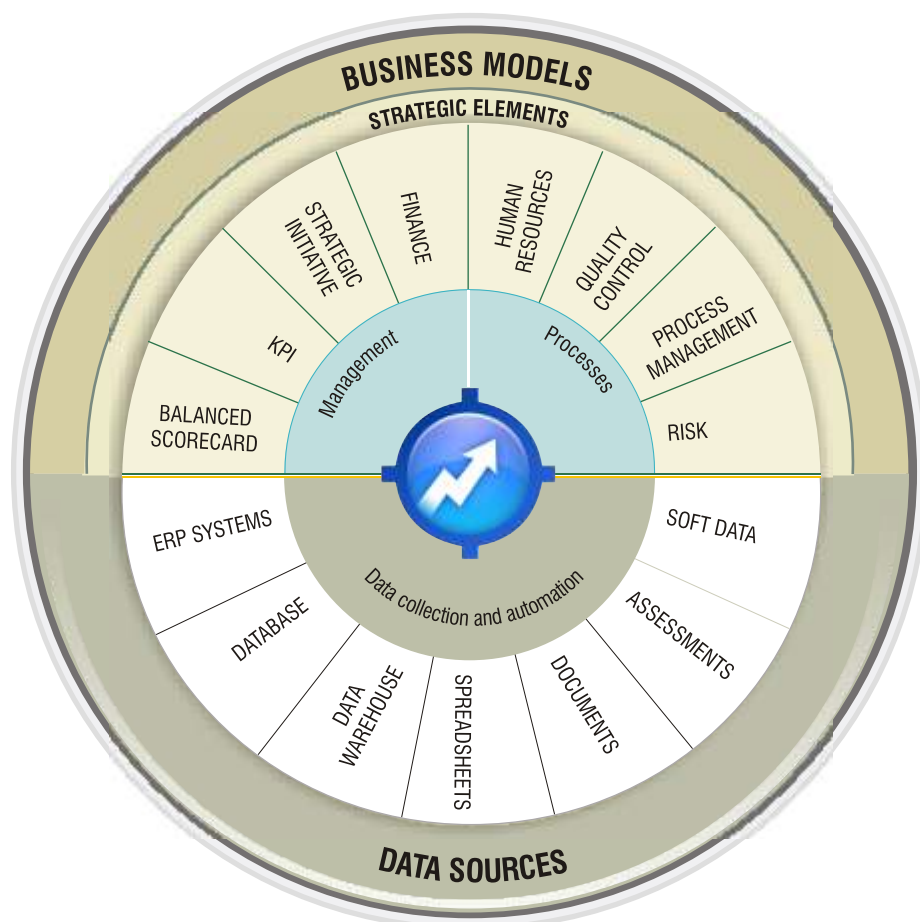 BUSINESS MODELS
STRATEGIC ELEMENTS
BALANCED
SCORECARD
KPI
STRATEGIC
INITIATIVE
FINANCE
HUMAN
RESOURCES
QUALITY
CONTROL
PROCESS
MANAGEMENT
RISK
Management
Processes
Data collection and automation
ERP SYSTEMS
DATABASE
DATA
WAREHOUSE
SPREADSHEETS
DOCUMENTS
ASSESSMENTS
SOFT DATA
DATA SOURCES